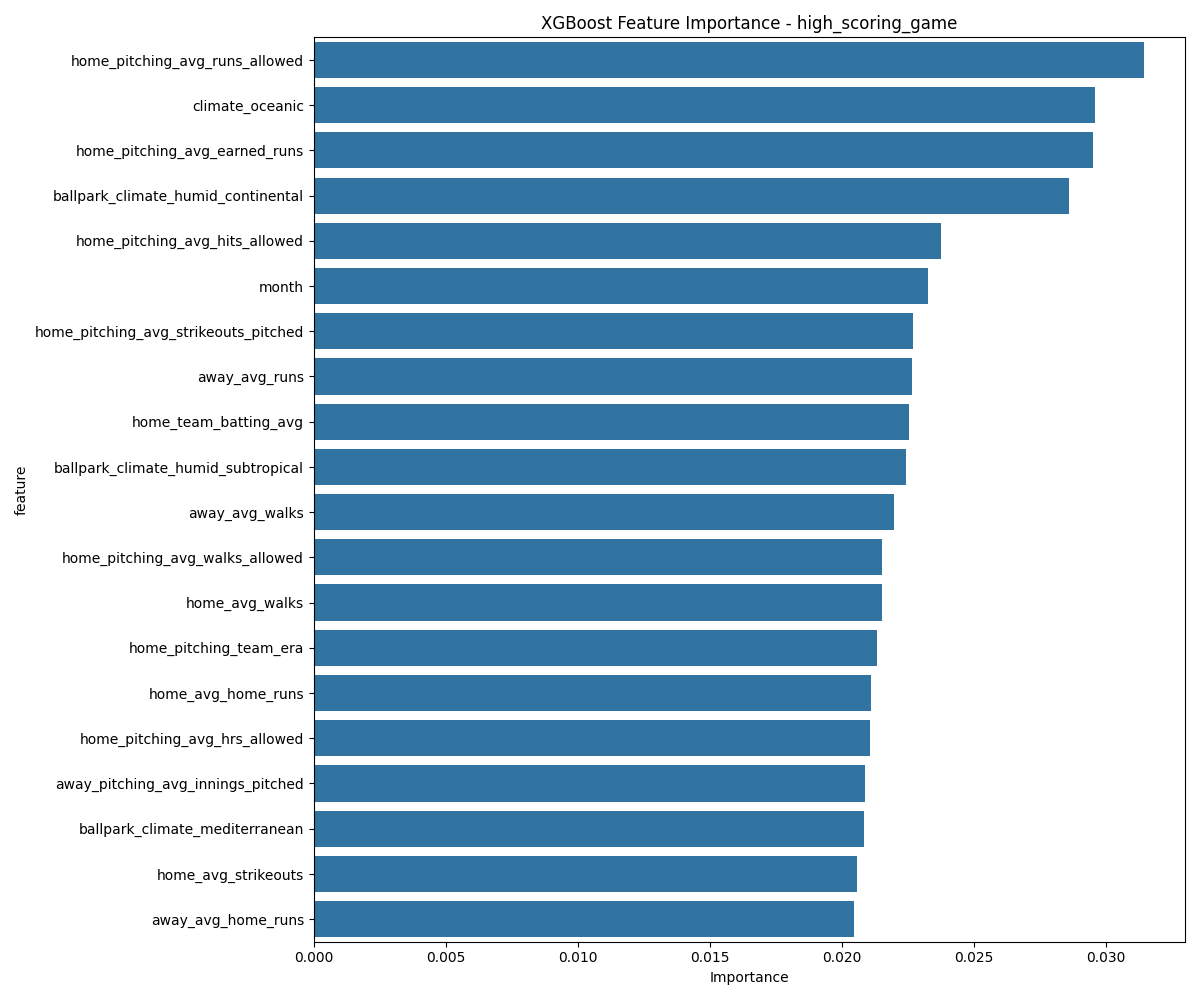 XGBoost Feature Importance - high_scoring_game
home_pitching_avg_runs_allowed
climate_oceanic
home_pitching_avg_earned_runs
ballpark_climate_humid_continental
home_pitching_avg_hits_allowed
month
home_pitching_avg_strikeouts_pitched
away_avg_runs
home_team_batting_avg
ballpark_climate_humid_subtropical
away_avg_walks
home_pitching_avg_walks_allowed
home_avg_walks
home_pitching_team_era
home_avg_home_runs
home_pitching_avg_hrs_allowed
away_pitching_avg_innings_pitched
ballpark_climate_mediterranean
home_avg_strikeouts
away_avg_home_runs
feature
0.000 0.005 0.010 0.015 0.020 0.025 0.030
Importance